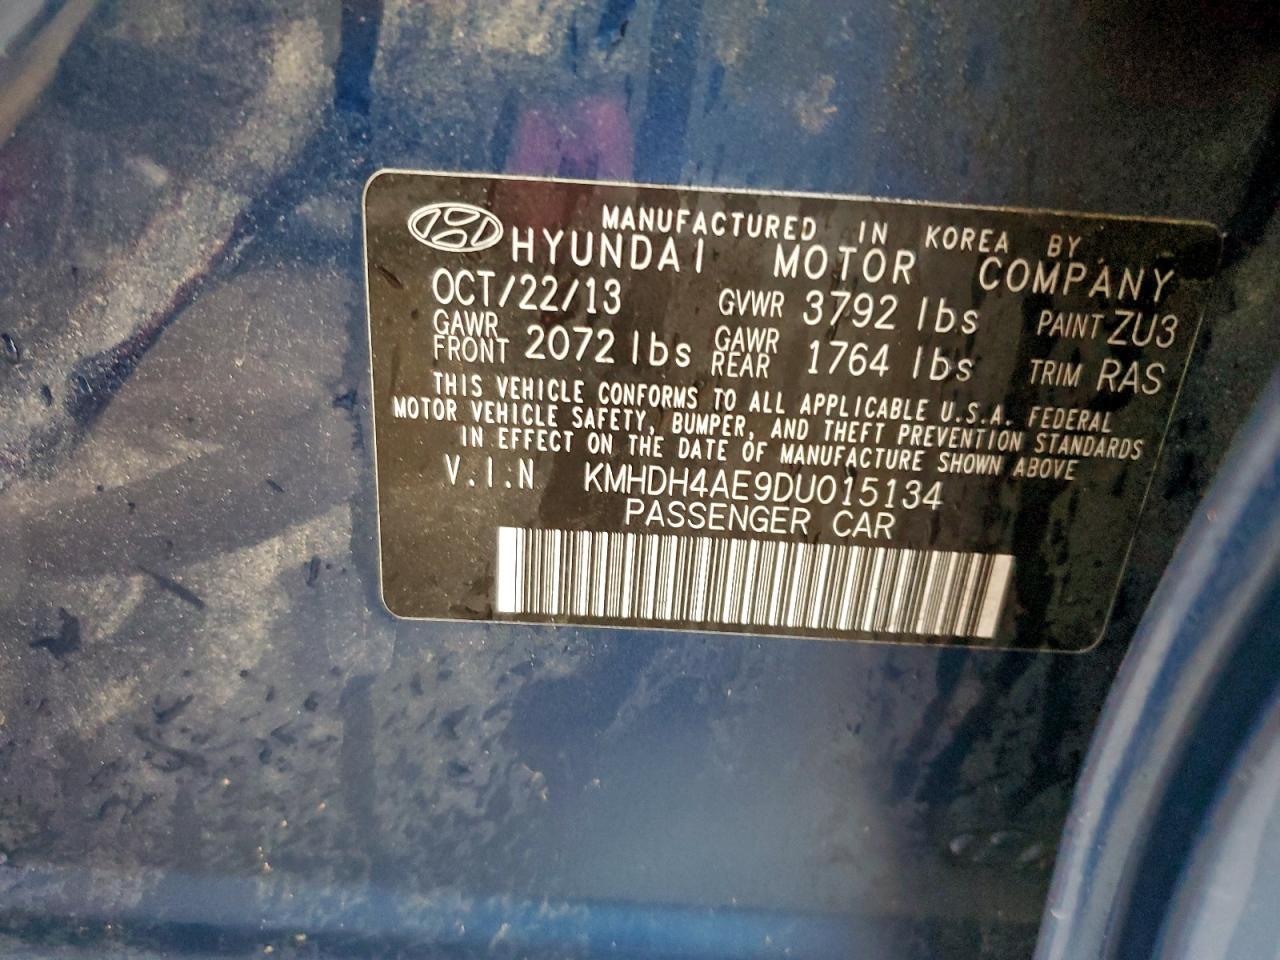 MANUFACTURED IN KOREA BY
HYUNDAI MOTOR COMPANY
OCT/22/13 GVWR 3792 lbs PAINT ZU3
GAWR FRONT 2072 lbs GAWR REAR 1764 lbs TRIM RAS
THIS VEHICLE CONFORMS TO ALL APPLICABLE U.S.A. FEDERAL
MOTOR VEHICLE SAFETY, BUMPER, AND THEFT PREVENTION STANDARDS
IN EFFECT ON THE DATE OF MANUFACTURE SHOWN ABOVE
V.I.N KMHDH4AE9DU015134
PASSENGER CAR